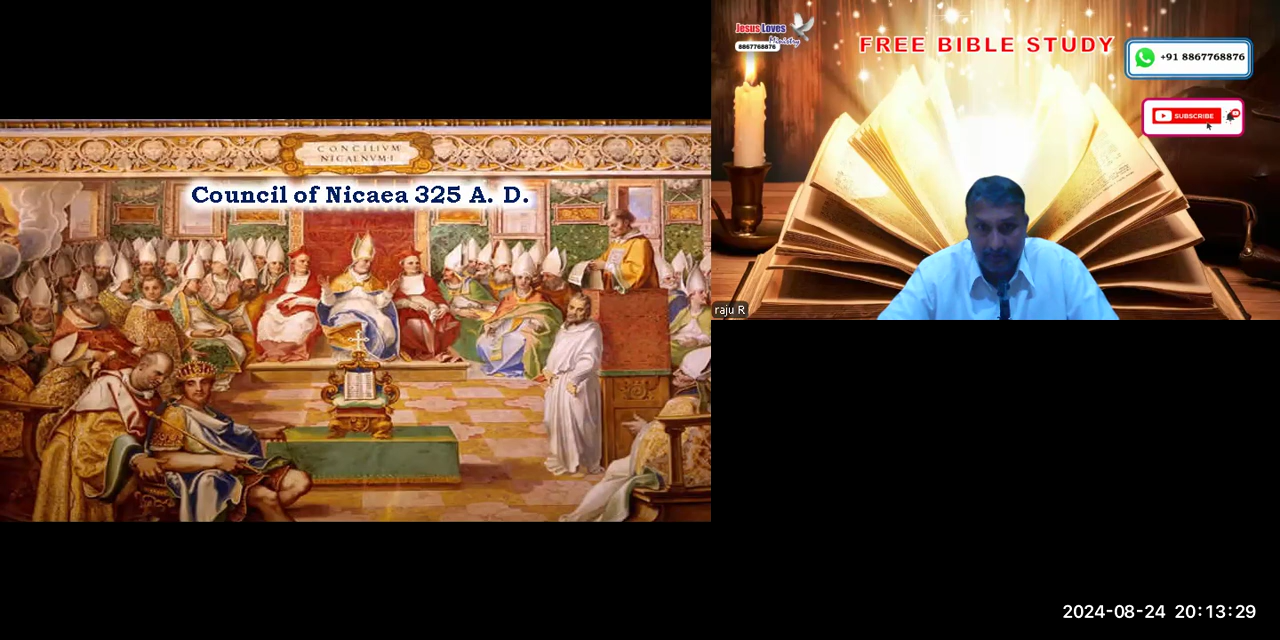 CONCILIVM
NICAENVM I
Council of Nicaea 325 A. D.
Jesus Loves
Ministry
8867768876
FREE BIBLE STUDY
+91 8867768876
SUBSCRIBE
raju R
2024-08-24 20:13:29